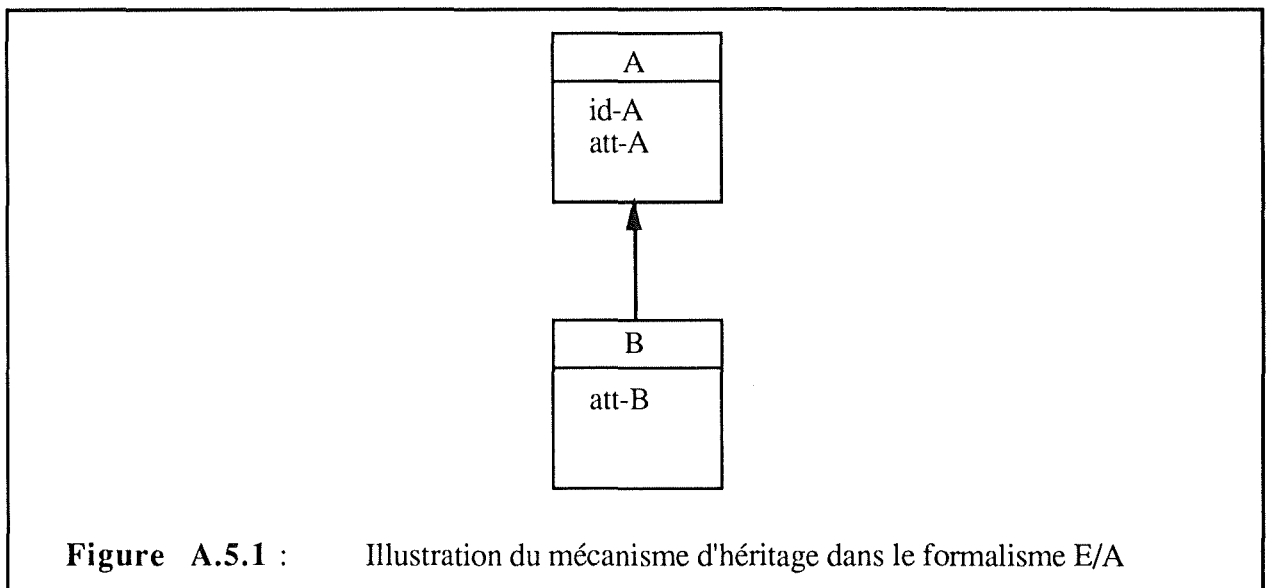 A
id-A
att-A
B
att-B
Figure A.5.1 : Illustration du mécanisme d'héritage dans le formalisme E/A